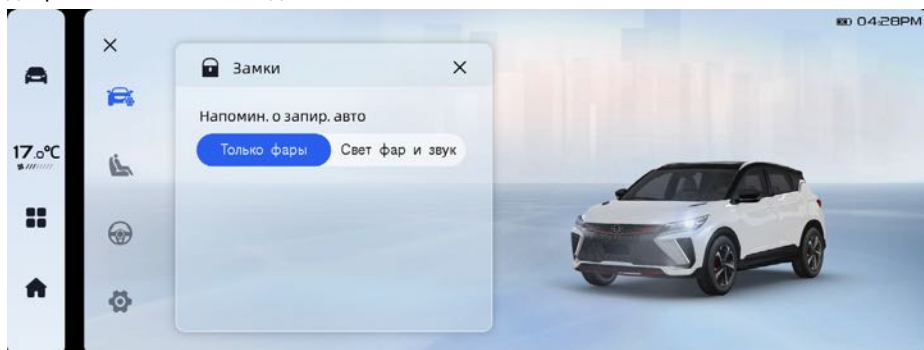 04:28PM
Замки
Напомин. о запир. авто
Только фары Свет фар и звук
17.0°C